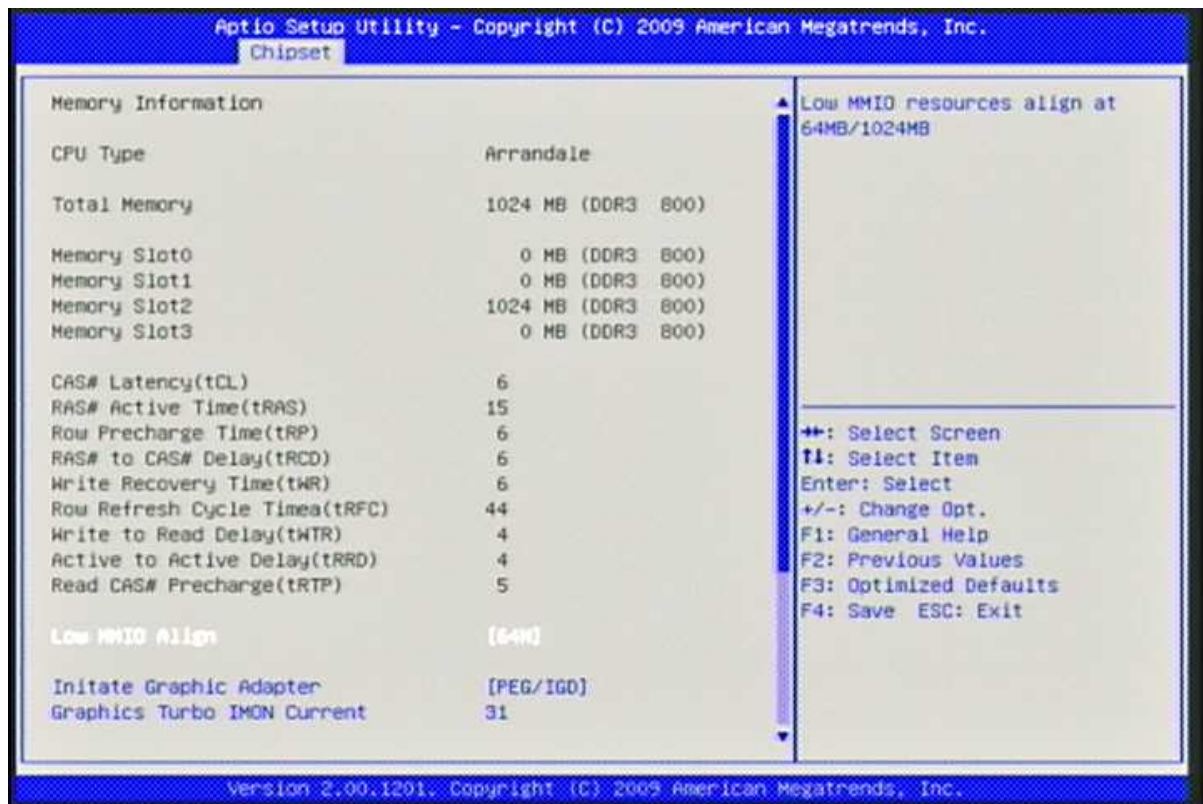 Aptio Setup Utility - Copyright (C) 2009 American Megatrends, Inc.
Chipset
Memory Information
CPU Type Arrandale
Total Memory 1024 MB (DDR3 800)
Memory Slot0 0 MB (DDR3 800)
Memory Slot1 0 MB (DDR3 800)
Memory Slot2 1024 MB (DDR3 800)
Memory Slot3 0 MB (DDR3 800)
CAS# Latency(tCL) 6
RAS# Active Time(tRAS) 15
Row Precharge Time(tRP) 6
RAS# to CAS# Delay(tRCD) 6
Write Recovery Time(tWR) 6
Row Refresh Cycle Timea(tRFC) 44
Write to Read Delay(tWTR) 4
Active to Active Delay(tRRD) 4
Read CAS# Precharge(tRTP) 5
Low MMIO Align [64M]
Initate Graphic Adapter [PEG/IGD]
Graphics Turbo IMON Current 31
Low MMIO resources align at
64MB/1024MB
→←: Select Screen
↑↓: Select Item
Enter: Select
+/-: Change Opt.
F1: General Help
F2: Previous Values
F3: Optimized Defaults
F4: Save ESC: Exit
Version 2.00.1201. Copyright (C) 2009 American Megatrends, Inc.